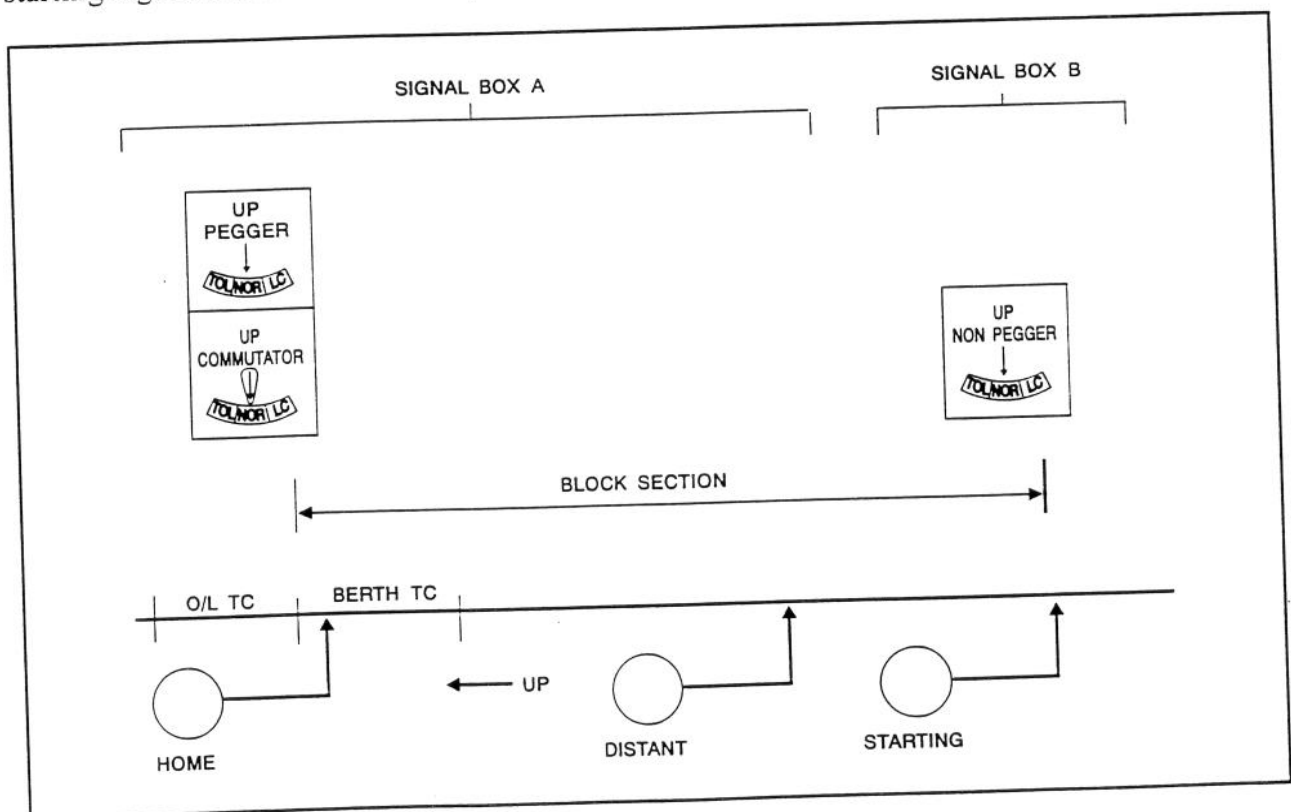 SIGNAL BOX A
SIGNAL BOX B
UP
PEGGER
TOL NOR LC
UP
COMMUTATOR
TOL NOR LC
UP
NON PEGGER
TOL NOR LC
BLOCK SECTION
O/L TC
BERTH TC
UP
HOME
DISTANT
STARTING